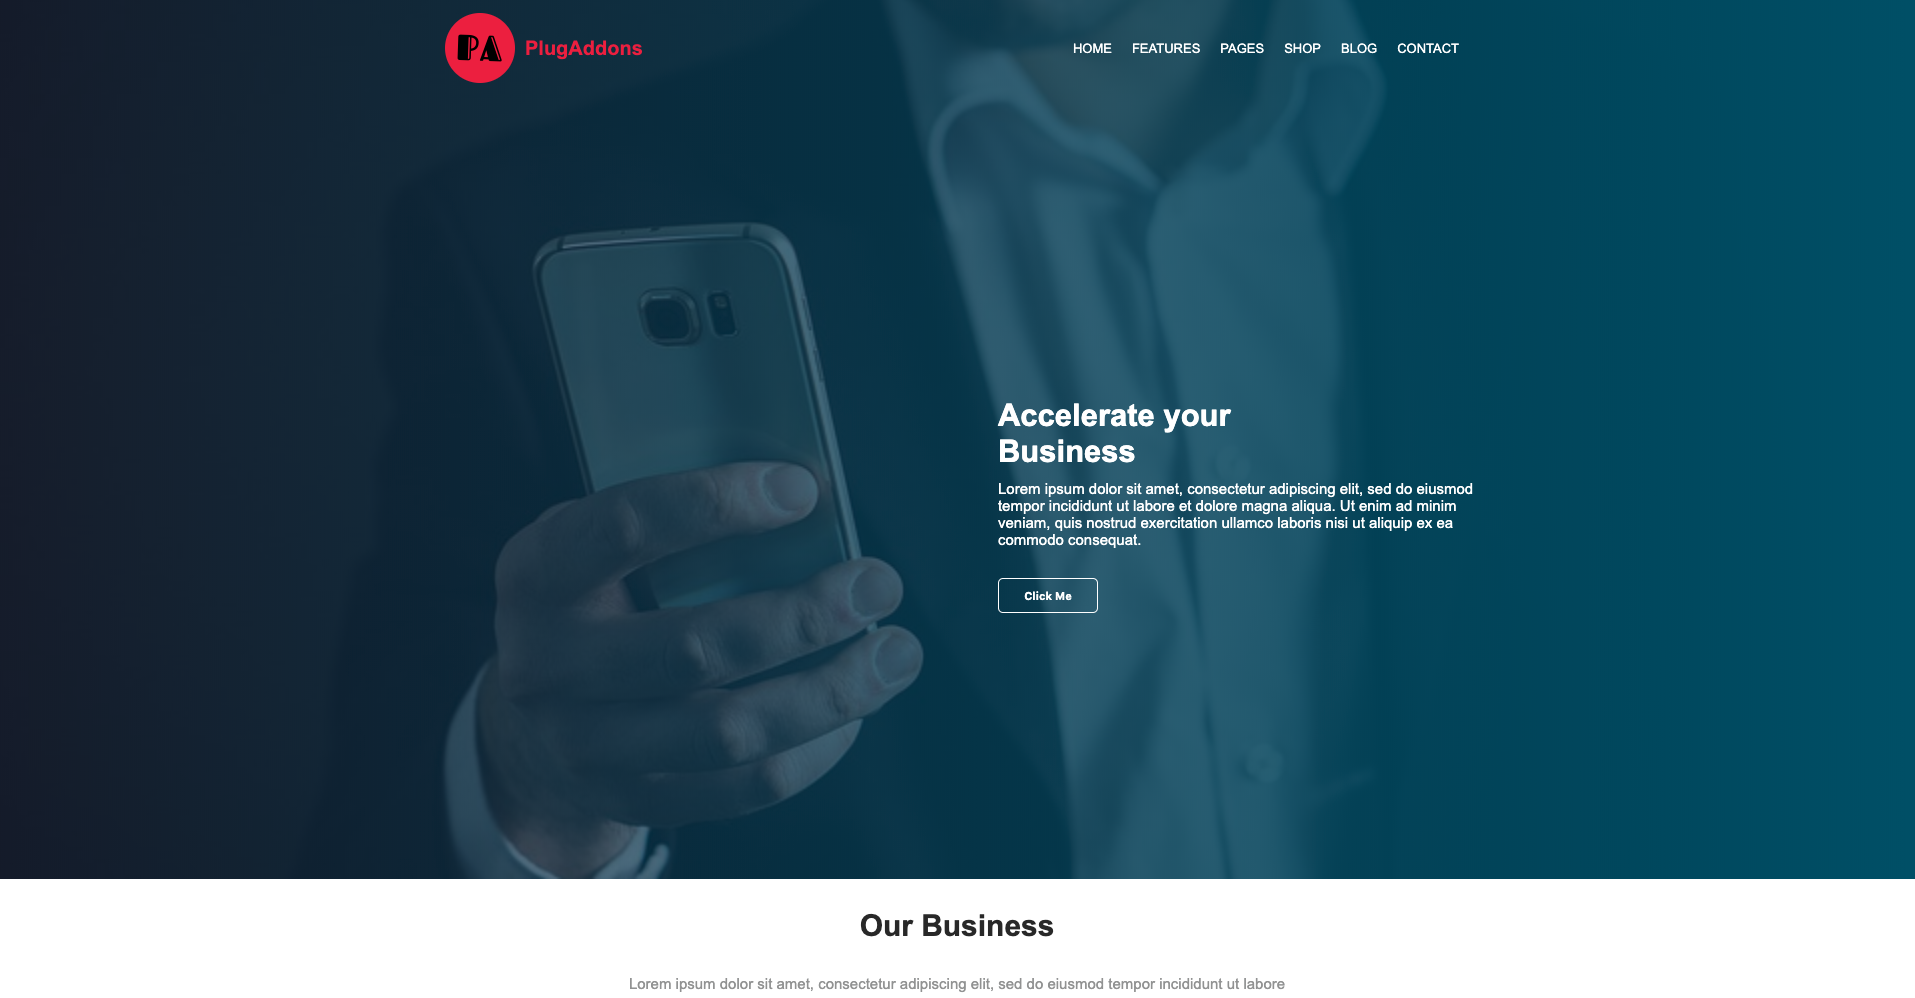 PA PlugAddons
HOME FEATURES PAGES SHOP BLOG CONTACT
Accelerate your
Business
Lorem ipsum dolor sit amet, consectetur adipiscing elit, sed do eiusmod
tempor incididunt ut labore et dolore magna aliqua. Ut enim ad minim
veniam, quis nostrud exercitation ullamco laboris nisi ut aliquip ex ea
commodo consequat.
Click Me
Our Business
Lorem ipsum dolor sit amet, consectetur adipiscing elit, sed do eiusmod tempor incididunt ut labore